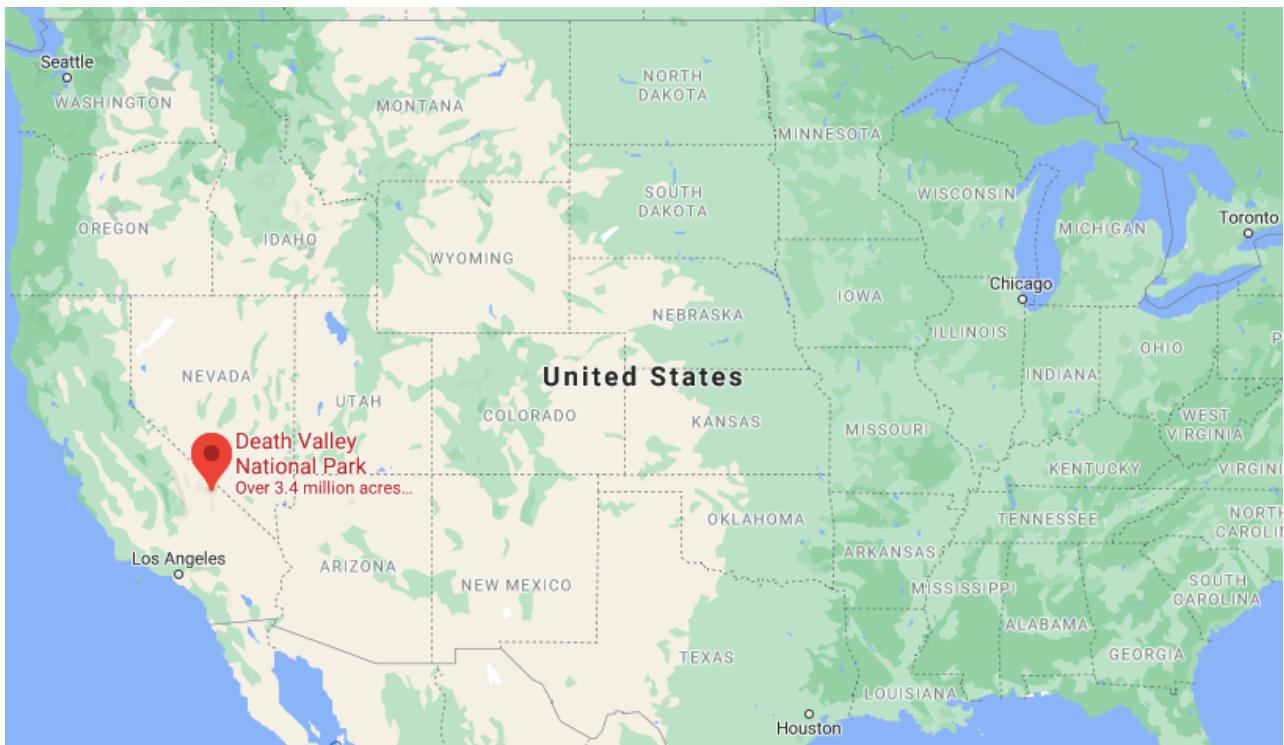 Seattle
WASHINGTON
MONTANA
NORTH
DAKOTA
MINNESOTA
OREGON
IDAHO
SOUTH
DAKOTA
WISCONSIN
MICHIGAN
Toronto
WYOMING
Chicago
IOWA
NEBRASKA
ILLINOIS
INDIANA
OHIO
P
NEVADA
UTAH
COLORADO
United States
KANSAS
MISSOURI
WEST
VIRGINIA
Death Valley
National Park
Over 3.4 million acres...
KENTUCKY
VIRGINI
OKLAHOMA
TENNESSEE
NORTH
CAROLIN
Los Angeles
ARIZONA
NEW MEXICO
ARKANSAS
MISSISSIPPI
SOUTH
CAROLINA
ALABAMA
GEORGIA
TEXAS
LOUISIANA
Houston